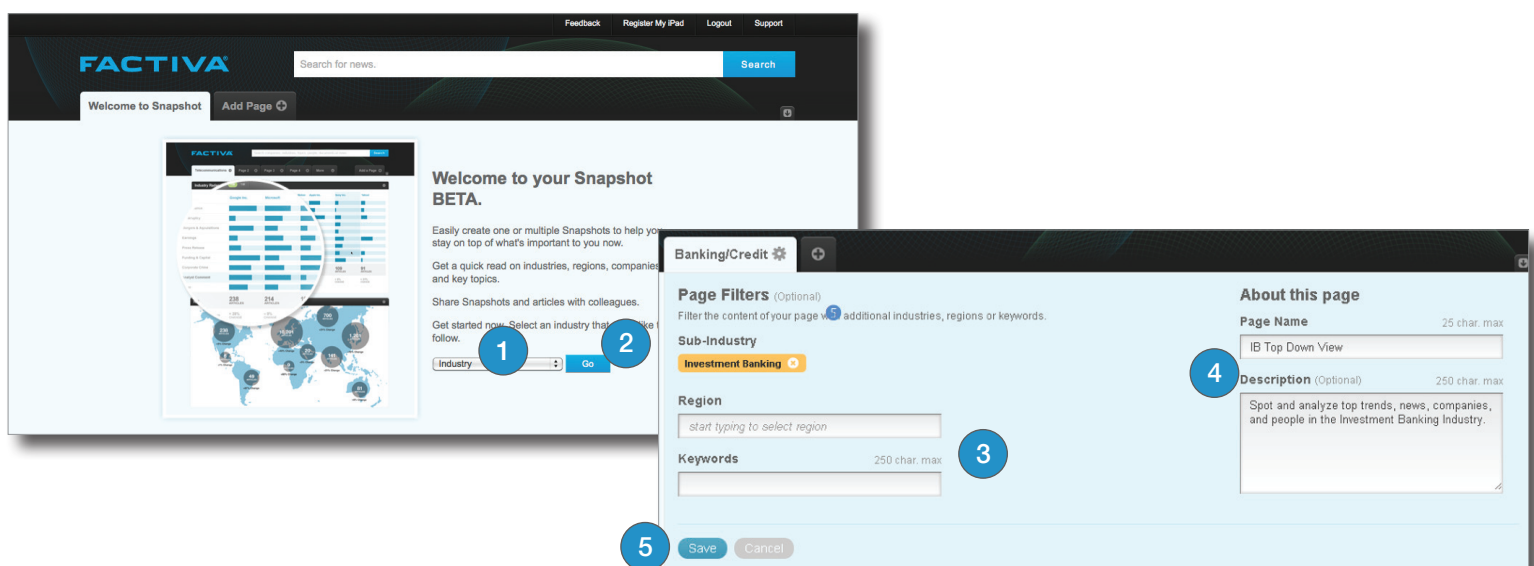 Feedback Register My iPad Logout Support
FACTIVA
Search for news. Search
Welcome to Snapshot Add Page
FACTIVA
Welcome to your Snapshot
BETA.
Easily create one or multiple Snapshots to help you
stay on top of what's important to you now.
Get a quick read on industries, regions, companies
and key topics.
Share Snapshots and articles with colleagues.
Get started now. Select an industry that like
follow.
Industry Go
1
2
Banking/Credit
Page Filters (Optional)
Filter the content of your page additional industries, regions or keywords.
5
Sub-Industry
Investment Banking
Region
start typing to select region
Keywords 250 char. max
3
About this page
Page Name 25 char. max
IB Top Down View
4
Description (Optional) 250 char. max
Spot and analyze top trends, news, companies,
and people in the Investment Banking Industry.
5
Save Cancel